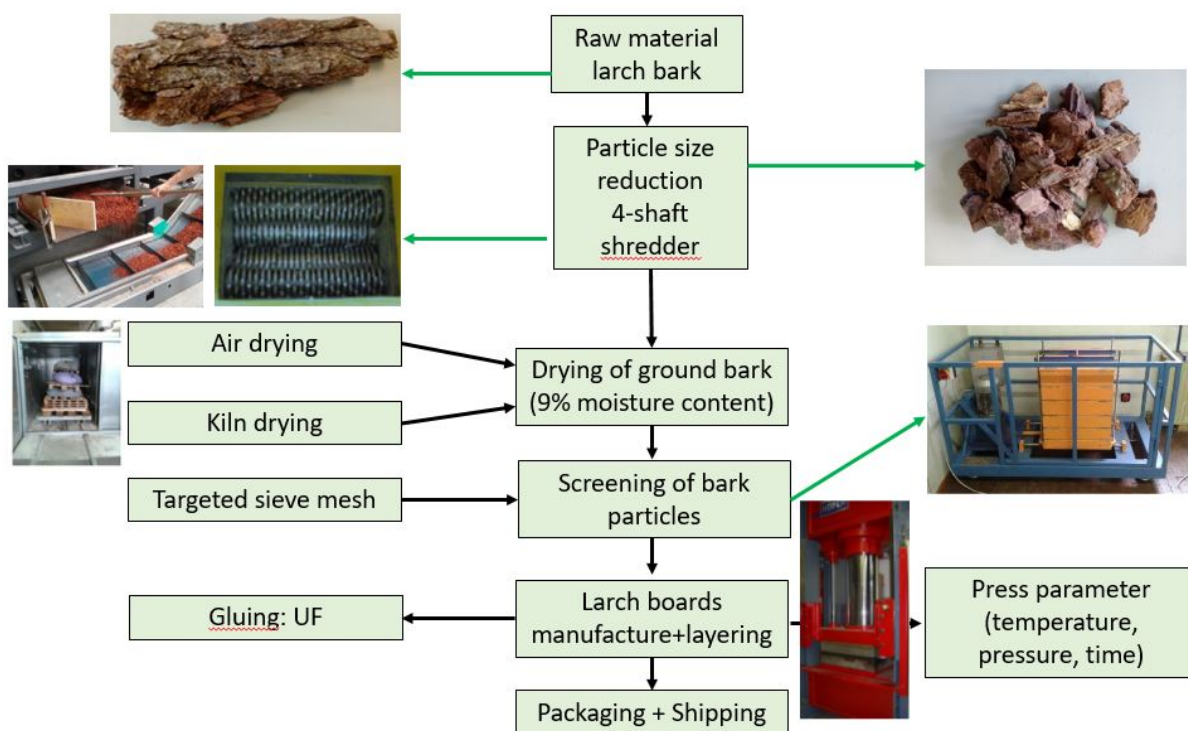 Raw material
larch bark
Particle size
reduction
4-shaft
shredder
Air drying
Drying of ground bark
(9% moisture content)
Kiln drying
Targeted sieve mesh
Screening of bark
particles
Gluing: UF
Larch boards
manufacture+layering
Press parameter
(temperature,
pressure, time)
Packaging + Shipping